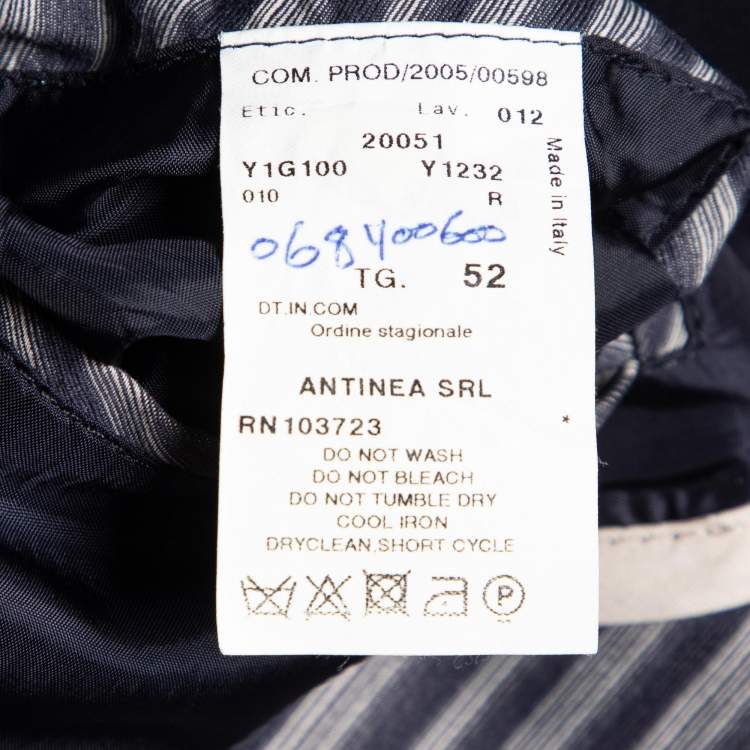 COM. PROD/2005/00598
Etic. Lav. 012
20051
Y1G100 Y1232
010 R
Made in Italy
068400600
TG. 52
DT.IN.COM
Ordine stagionale
ANTINEA SRL
RN103723 *
DO NOT WASH
DO NOT BLEACH
DO NOT TUMBLE DRY
COOL IRON
DRYCLEAN.SHORT CYCLE
P